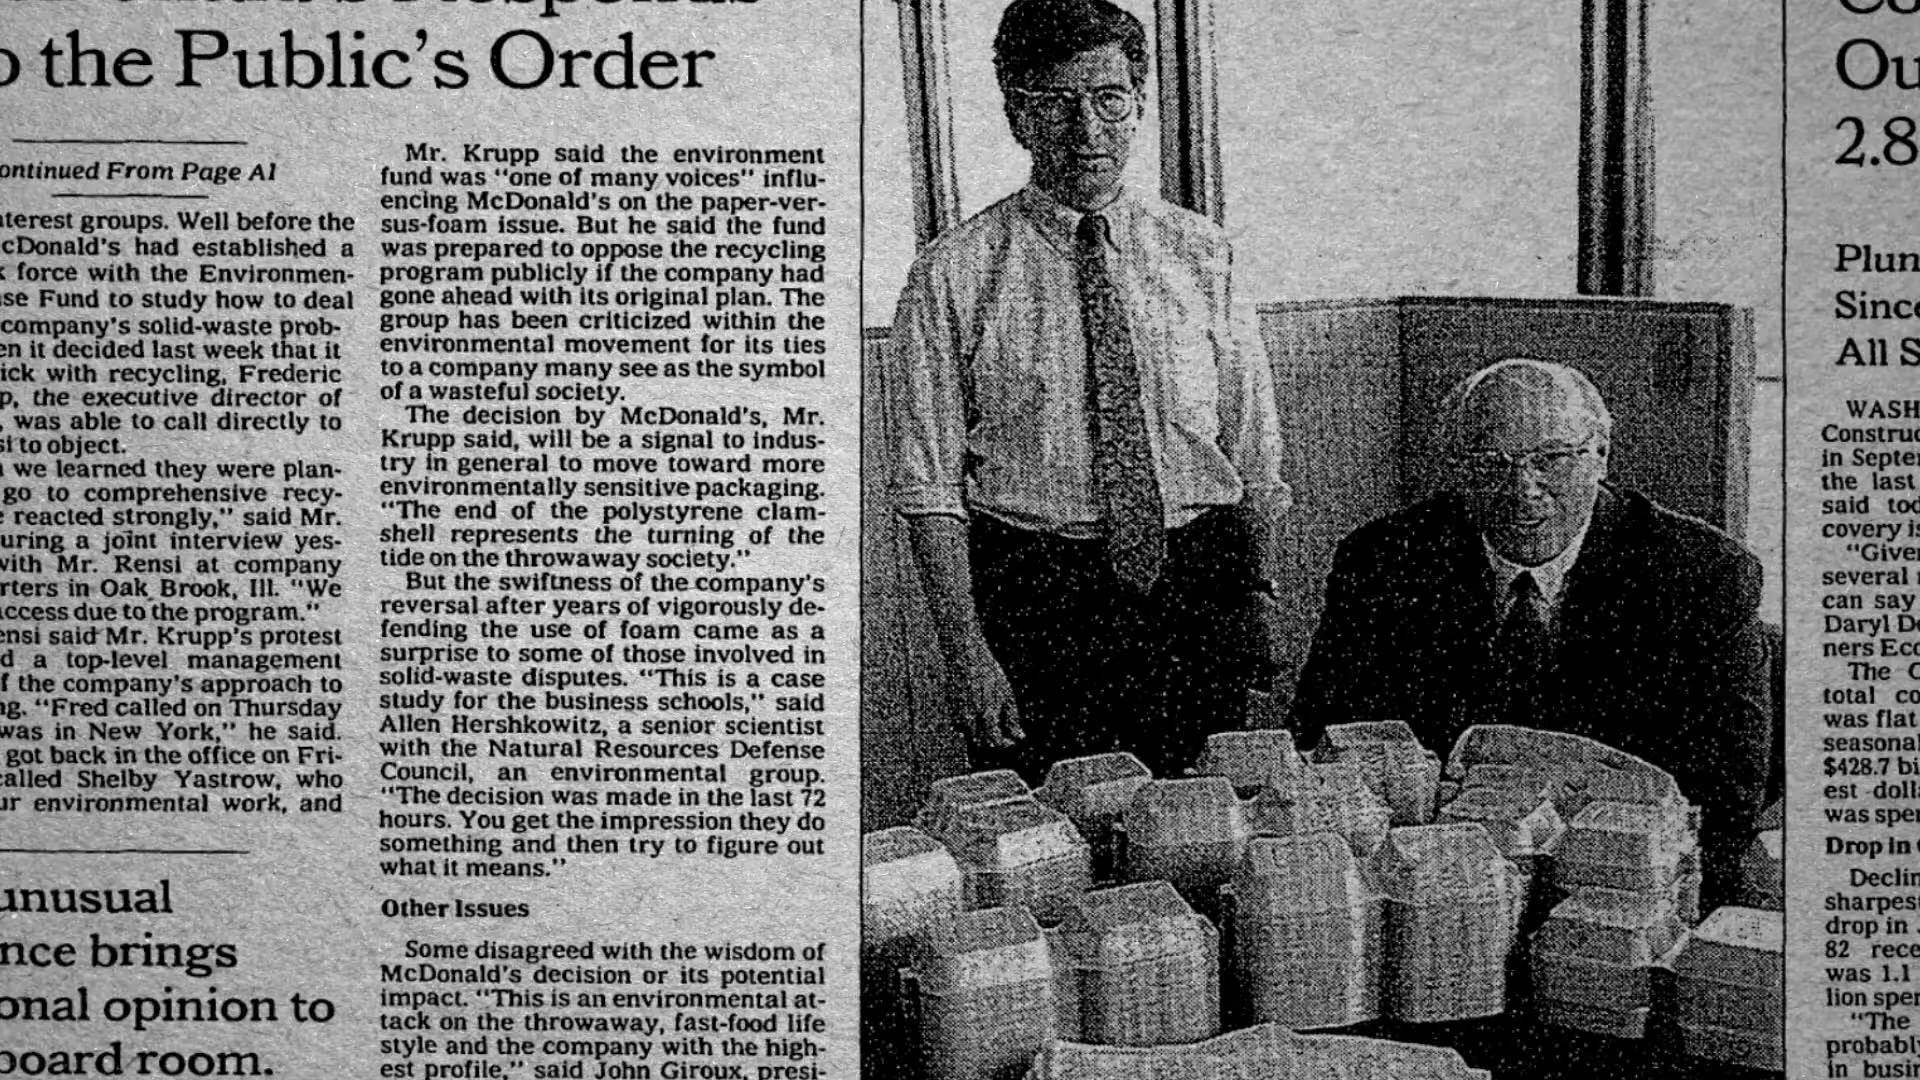 the Public's Order
ontinued From Page A1
nterest groups. Well before the
cDonald's had established a
force with the Environmen-
se Fund to study how to deal
company's solid-waste prob-
en it decided last week that it
ick with recycling, Frederic
p, the executive director of
, was able to call directly to
si to object.
we learned they were plan-
go to comprehensive recy-
reacted strongly," said Mr.
uring a joint interview yes-
with Mr. Rensi at company
rters in Oak Brook, Ill. "We
access due to the program."
ensi said Mr. Krupp's protest
d a top-level management
f the company's approach to
ng. "Fred called on Thursday
was in New York," he said.
got back in the office on Fri-
called Shelby Yastrow, who
ur environmental work, and
unusual
nce brings
onal opinion to
board room.
Mr. Krupp said the environment
fund was "one of many voices" influ-
encing McDonald's on the paper-ver-
sus-foam issue. But he said the fund
was prepared to oppose the recycling
program publicly if the company had
gone ahead with its original plan. The
group has been criticized within the
environmental movement for its ties
to a company many see as the symbol
of a wasteful society.
The decision by McDonald's, Mr.
Krupp said, will be a signal to indus-
try in general to move toward more
environmentally sensitive packaging.
"The end of the polystyrene clam-
shell represents the turning of the
tide on the throwaway society."
But the swiftness of the company's
reversal after years of vigorously de-
fending the use of foam came as a
surprise to some of those involved in
solid-waste disputes. "This is a case
study for the business schools," said
Allen Hershkowitz, a senior scientist
with the Natural Resources Defense
Council, an environmental group.
"The decision was made in the last 72
hours. You get the impression they do
something and then try to figure out
what it means."
Other Issues
Some disagreed with the wisdom of
McDonald's decision or its potential
impact. "This is an environmental at-
tack on the throwaway, fast-food life
style and the company with the high-
est profile," said John Giroux, presi-
Ou
2.8
Plun
Since
All S
WASH
Construc
in Septem
the last
said tod
covery is
"Given
several
can say
Daryl De
ners Eco
The C
total co
was flat
seasonal
$428.7 bi
est dolla
was spen
Drop in
Declin
sharpest
drop in
82 rece
was 1.1
lion spen
"The
probably
in busin